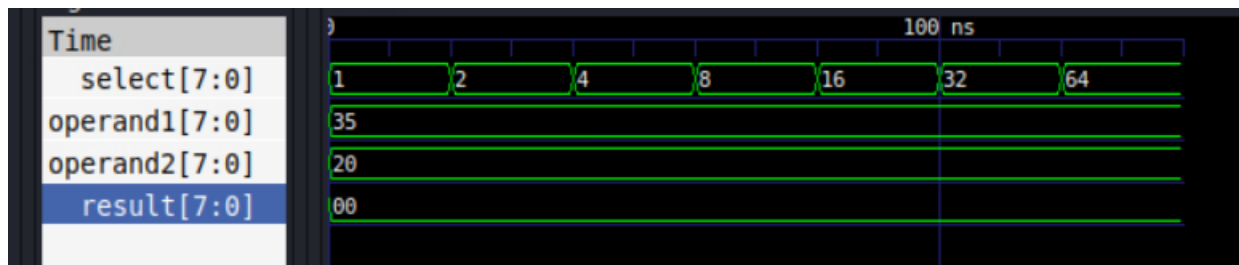 Time 0 100 ns
select[7:0] 1 2 4 8 16 32 64
operand1[7:0] 35
operand2[7:0] 20
result[7:0] 00